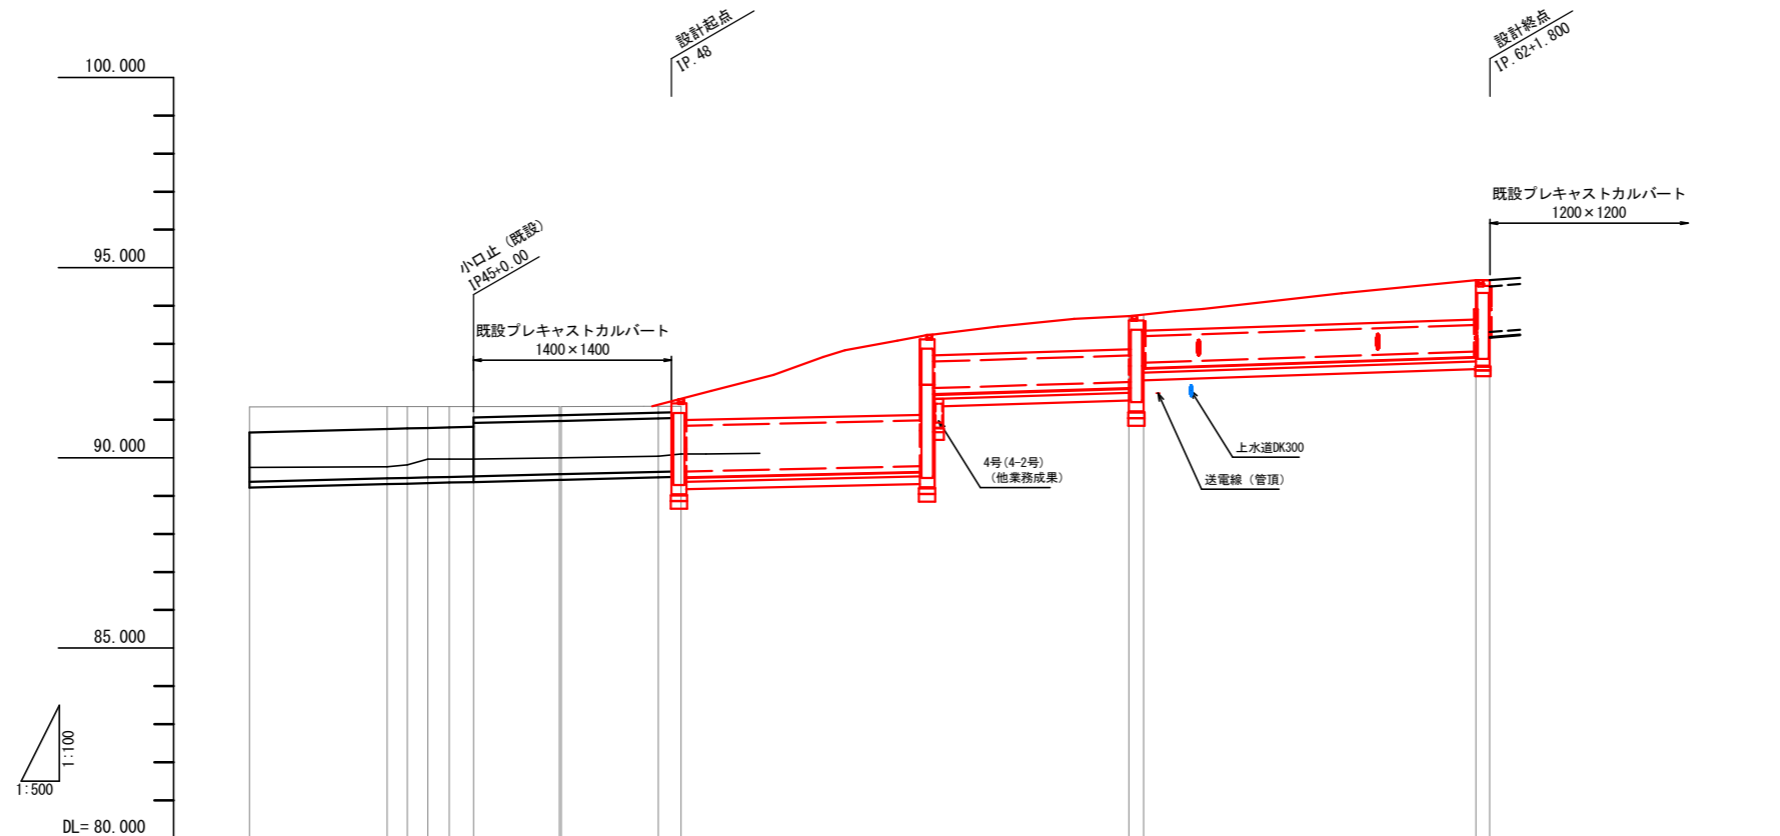 設計起点
IP.48
設計終点
IP.62+1.800
100.000
既設プレキャストカルバート
1200×1200
小口止（既設）
IP45+0.00
95.000
既設プレキャストカルバート
1400×1400
90.000
4号(4-2号)
（他業務成果）
上水道DK300
送電線（管頂）
85.000
1:100
1:500
DL= 80.000